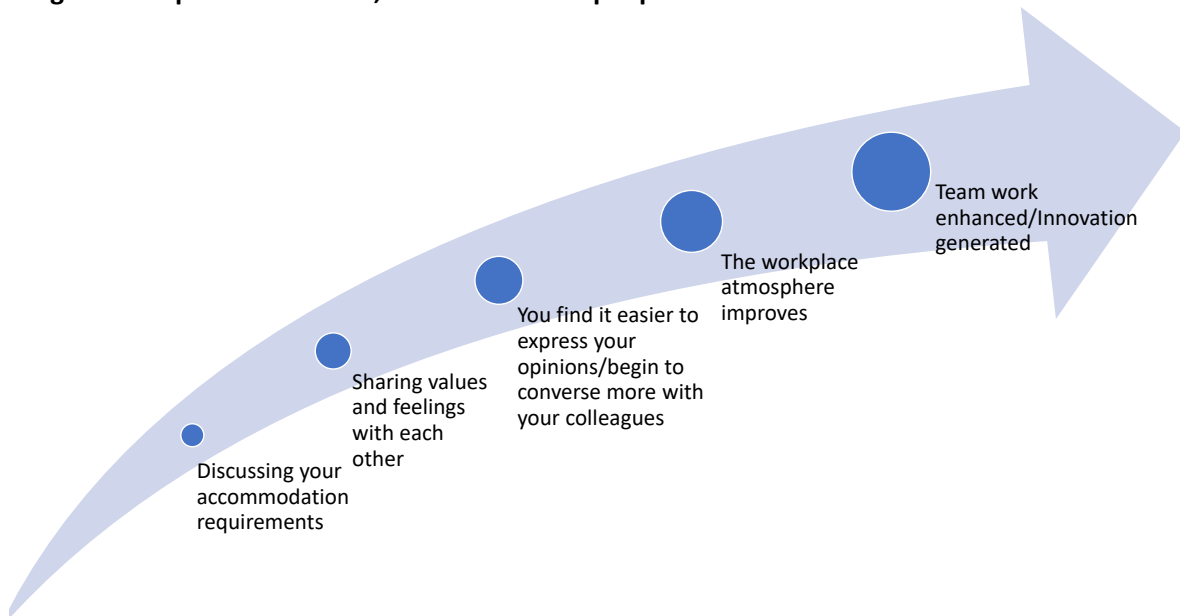 Discussing your
accommodation
requirements
Sharing values
and feelings
with each
other
You find it easier to
express your
opinions/begin to
converse more with
your colleagues
The workplace
atmosphere
improves
Team work
enhanced/Innovation
generated